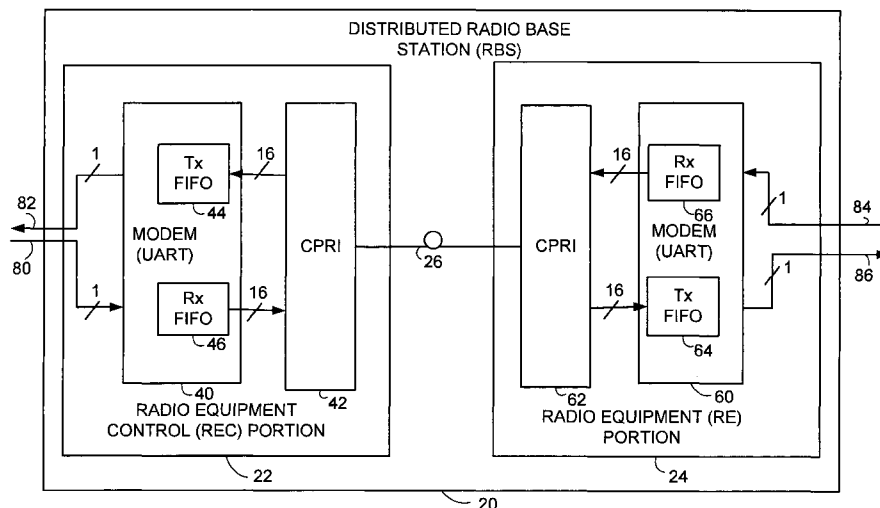 DISTRIBUTED RADIO BASE
STATION (RBS)
1
82
80
1
Tx
FIFO
44
MODEM
(UART)
Rx
FIFO
46
40
16
16
CPRI
42
RADIO EQUIPMENT
CONTROL (REC) PORTION
22
26
CPRI
62
16
16
Rx
FIFO
66
MODEM
(UART)
Tx
FIFO
64
60
1
1
84
86
RADIO EQUIPMENT (RE)
PORTION
24
20